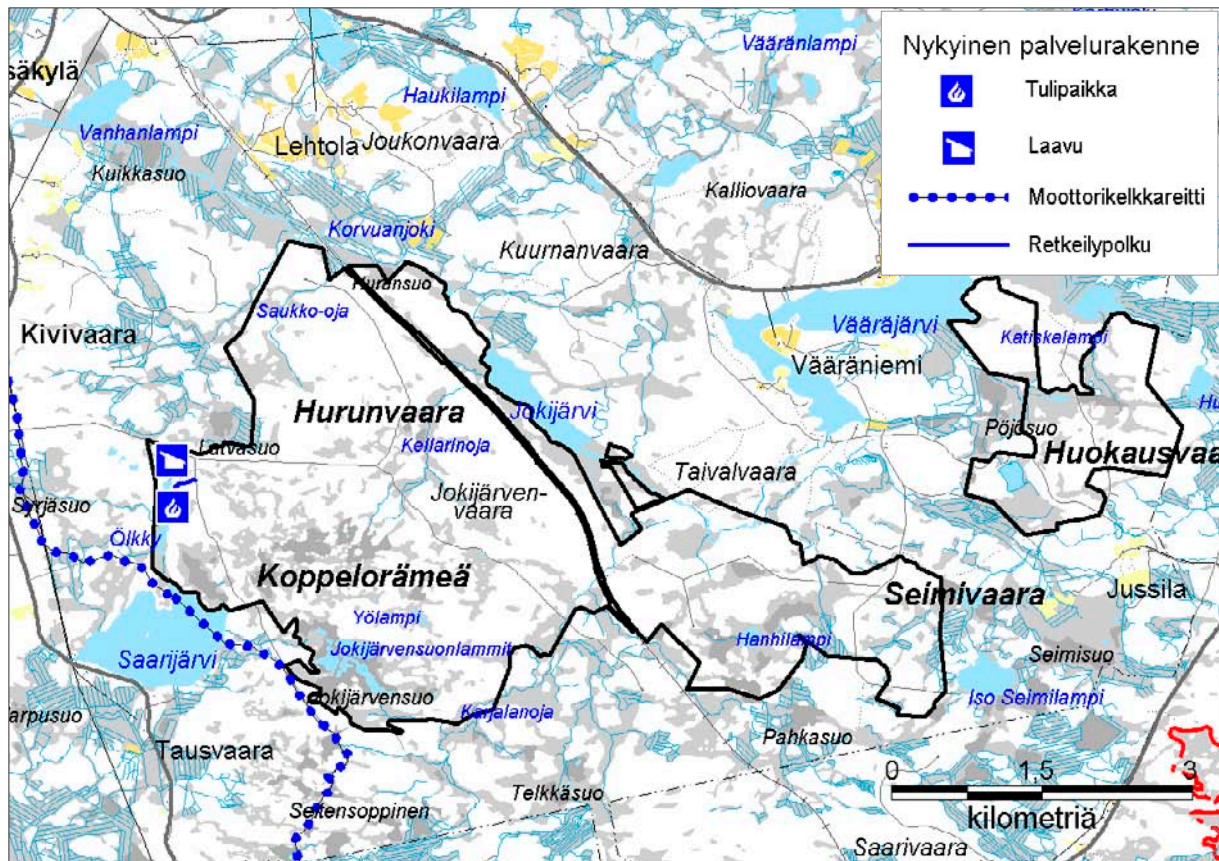 Nykyinen palvelurakenne
Tulipaikka
Laavu
Moottorikelkkareitti
Retkeilypolku
Vääränlampi
säkylä
Haukilampi
Vanhanlampi
Lehtola
Joukonvaara
Kuikkasuo
Kalliovaara
Korvuanjoki
Kuurnanvaara
Huransuo
Saukko-oja
Kivivaara
Vääräjärvi
Katiskalampi
Vääräniemi
Hu
Hurunvaara
Jokijärvi
Kellarinoja
Latvasuo
Pöjösuo
Huokausvaa
Taivalvaara
Jokijärven-
vaara
Syrjäsuo
Ölkky
Koppelorämeä
Seimivaara
Jussila
Yölampi
Jokijärvensuonlammit
Hanhilampi
Saarijärvi
Seimisuo
Jokijärvensuo
Iso Seimilampi
Karjalanoja
arpusuo
Tausvaara
Pahkasuo
0 1,5 3
kilometriä
Telkkäsuo
Seitensoppinen
Saarivaara